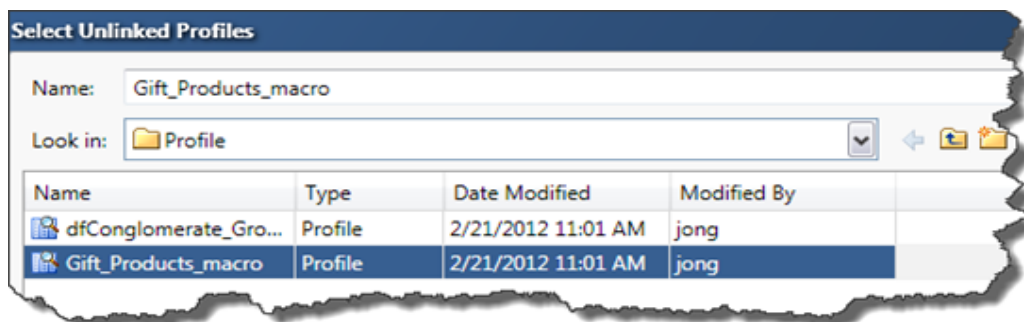 Select Unlinked Profiles
Name: Gift_Products_macro
Look in: Profile
Name Type Date Modified Modified By
dfConglomerate_Gro... Profile 2/21/2012 11:01 AM jong
Gift_Products_macro Profile 2/21/2012 11:01 AM jong